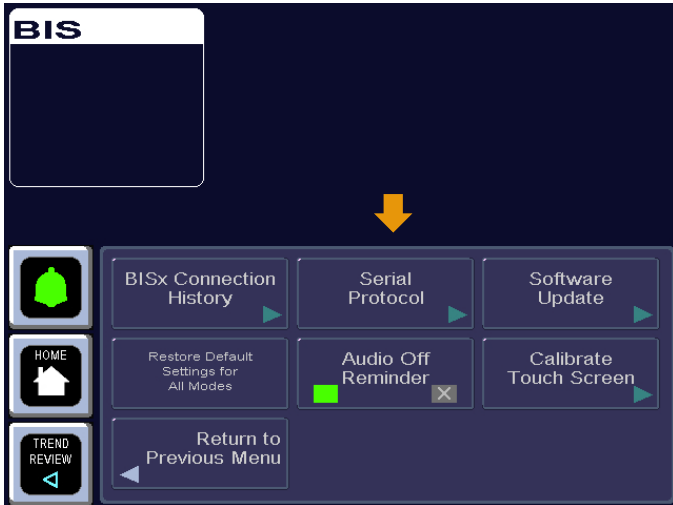 BIS
BISx Connection
History
Serial
Protocol
Software
Update
HOME
Restore Default
Settings for
All Modes
Audio Off
Reminder
Calibrate
Touch Screen
TREND
REVIEW
Return to
Previous Menu